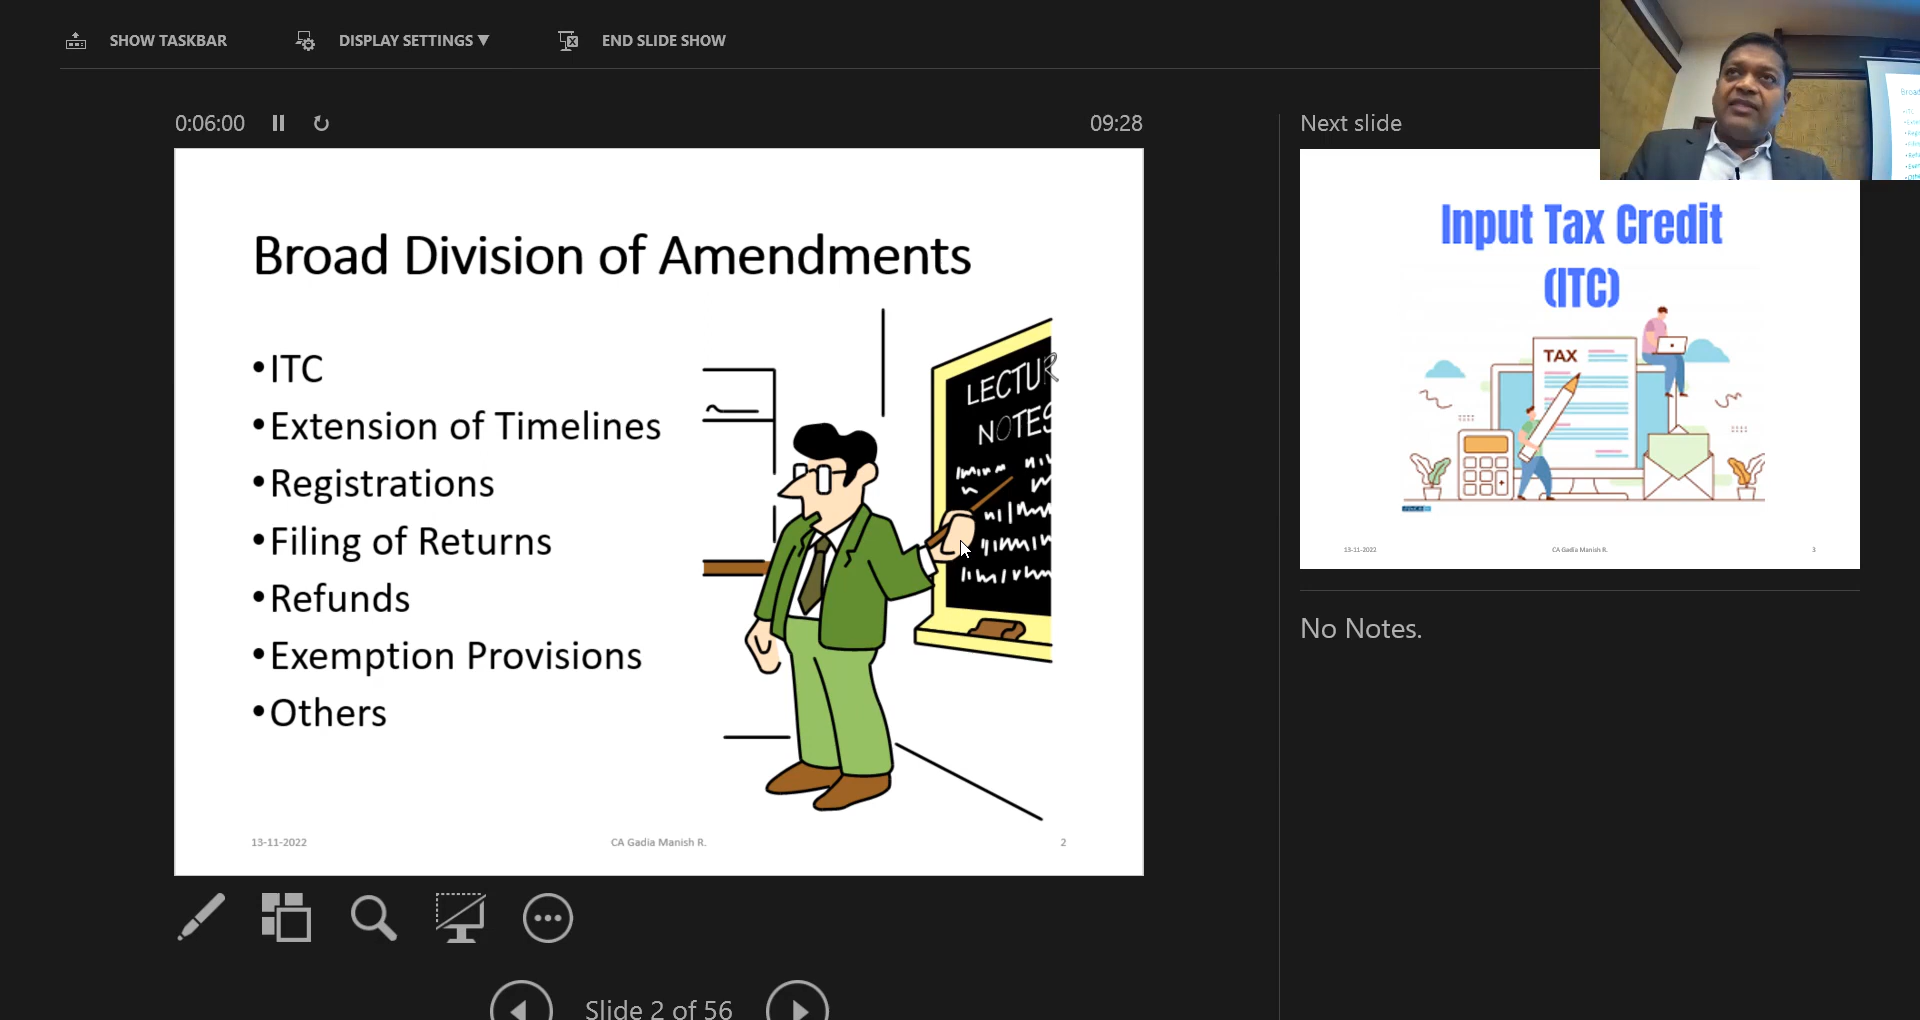 SHOW TASKBAR
DISPLAY SETTINGS ▼
END SLIDE SHOW
0:06:00
09:28
Broad Division of Amendments
•ITC
•Extension of Timelines
•Registrations
•Filing of Returns
•Refunds
•Exemption Provisions
•Others
LECTUR
NOTES
13-11-2022
CA Gadia Manish R.
2
Slide 2 of 56
Next slide
Input Tax Credit
(ITC)
TAX
13-11-2022
CA Gadia Manish R.
3
No Notes.
Broad